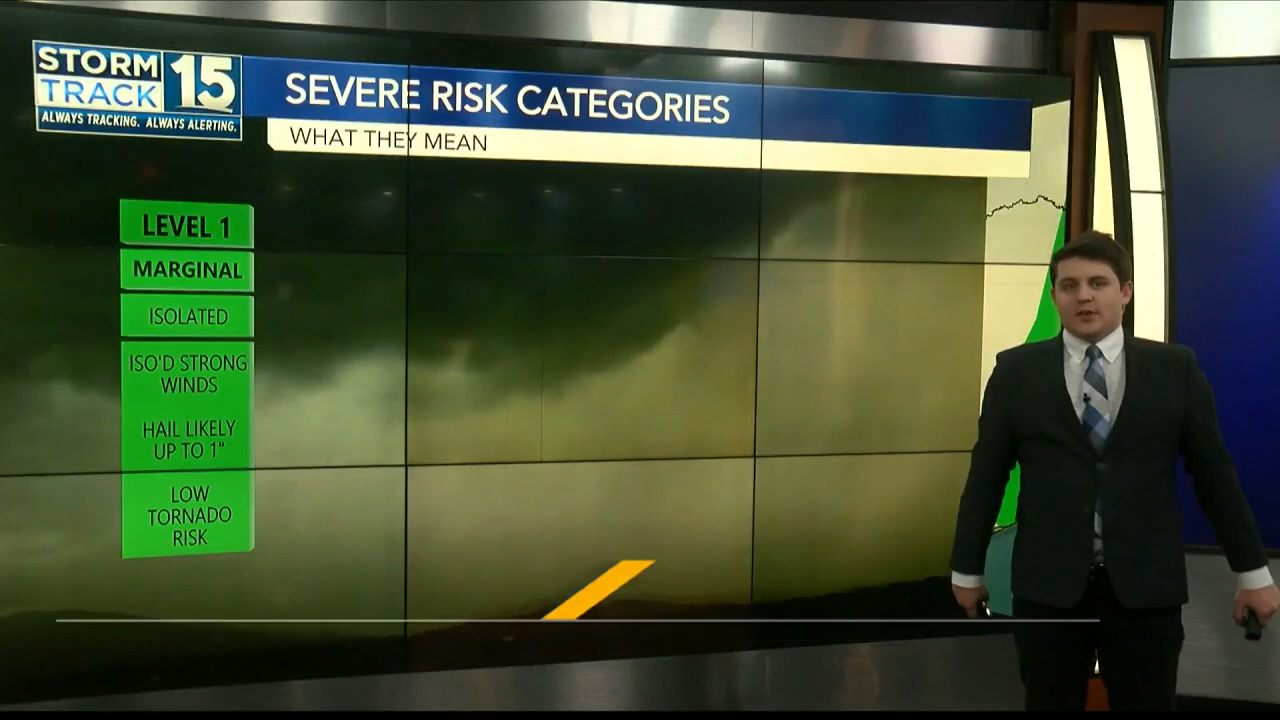 STORM
TRACK
15
ALWAYS TRACKING. ALWAYS ALERTING.
SEVERE RISK CATEGORIES
WHAT THEY MEAN
LEVEL 1
MARGINAL
ISOLATED
ISO'D STRONG
WINDS
HAIL LIKELY
UP TO 1"
LOW
TORNADO
RISK